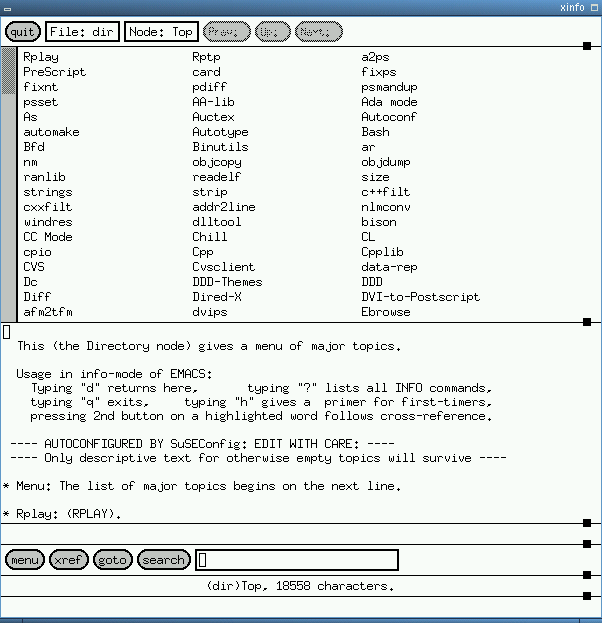 xinfo
quit File: dir Node: Top Prev: Up: Next:
Rplay Rptp a2ps
PreScript card fixps
fixnt pdiff psmandup
psset AA-lib Ada mode
As Auctex Autoconf
automake Autotype Bash
Bfd Binutils ar
nm objcopy objdump
ranlib readelf size
strings strip c++filt
cxxfilt addr2line nlmconv
windres dlltool bison
CC Mode Chill CL
cpio Cpp Cpplib
CVS Cvsclient data-rep
Dc DDD-Themes DDD
Diff Dired-X DVI-to-Postscript
afm2tfm dvips Ebrowse
This (the Directory node) gives a menu of major topics.
Usage in info-mode of EMACS:
Typing "d" returns here, typing "?" lists all INFO commands,
typing "q" exits, typing "h" gives a primer for first-timers,
pressing 2nd button on a highlighted word follows cross-reference.
---- AUTOCONFIGURED BY SuSEConfig: EDIT WITH CARE: ----
---- Only descriptive text for otherwise empty topics will survive ----
* Menu: The list of major topics begins on the next line.
* Rplay: (RPLAY).
menu xref goto search
(dir)Top, 18558 characters.